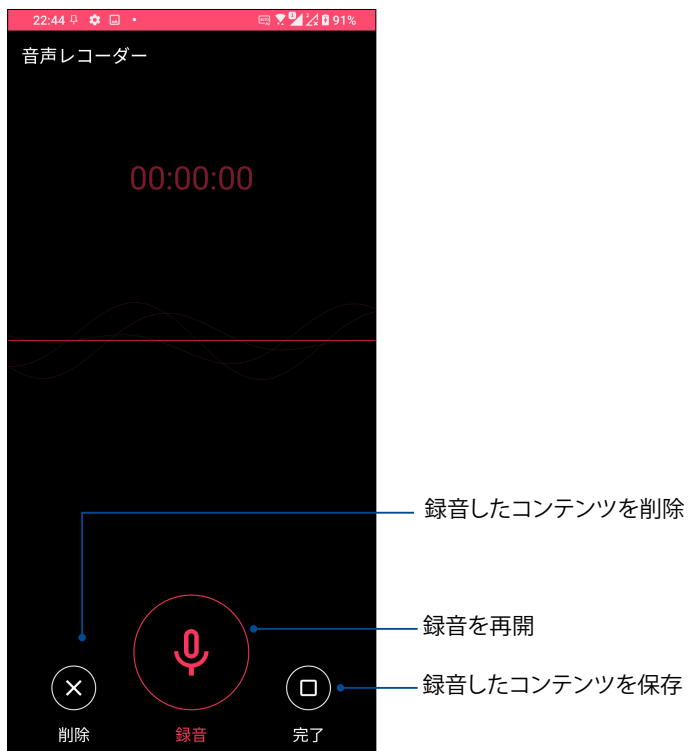 22:44
91%
音声レコーダー
00:00:00
録音したコンテンツを削除
録音を再開
録音したコンテンツを保存
削除
録音
完了